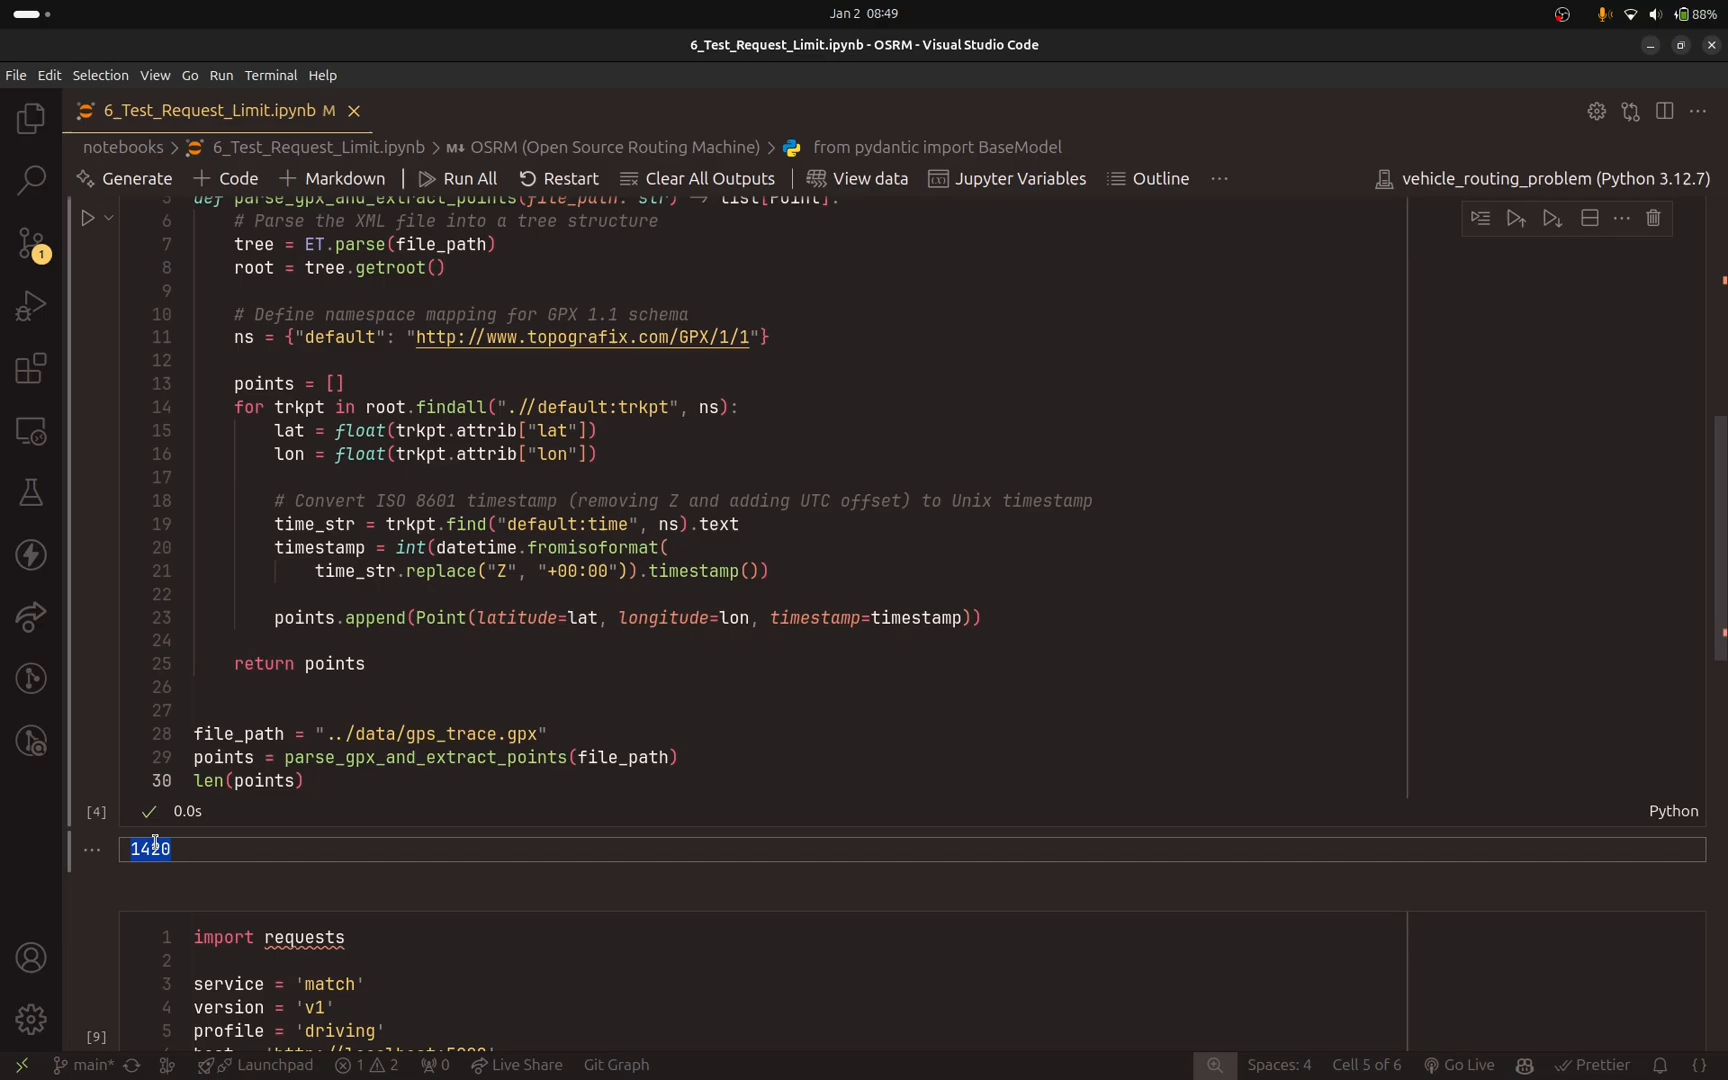 Jan 2 08:49
88%
6_Test_Request_Limit.ipynb - OSRM - Visual Studio Code
File Edit Selection View Go Run Terminal Help
6_Test_Request_Limit.ipynb M
notebooks > 6_Test_Request_Limit.ipynb > M↓ OSRM (Open Source Routing Machine) > from pydantic import BaseModel
Generate Code Markdown Run All Restart Clear All Outputs View data Jupyter Variables Outline ... vehicle_routing_problem (Python 3.12.7)
5 def parse_gpx_and_extract_points(file_path: str) -> list[Point]:
6 # Parse the XML file into a tree structure
7 tree = ET.parse(file_path)
8 root = tree.getroot()
9
10 # Define namespace mapping for GPX 1.1 schema
11 ns = {"default": "http://www.topografix.com/GPX/1/1"}
12
13 points = []
14 for trkpt in root.findall(".//default:trkpt", ns):
15 lat = float(trkpt.attrib["lat"])
16 lon = float(trkpt.attrib["lon"])
17
18 # Convert ISO 8601 timestamp (removing Z and adding UTC offset) to Unix timestamp
19 time_str = trkpt.find("default:time", ns).text
20 timestamp = int(datetime.fromisoformat(
21 time_str.replace("Z", "+00:00")).timestamp())
22
23 points.append(Point(latitude=lat, longitude=lon, timestamp=timestamp))
24
25 return points
26
27
28 file_path = "../data/gps_trace.gpx"
29 points = parse_gpx_and_extract_points(file_path)
30 len(points)
[4] 0.0s Python
1420
1 import requests
2
3 service = 'match'
4 version = 'v1'
5 profile = 'driving'
[9]
main* Launchpad 1 2 0 Live Share Git Graph Spaces: 4 Cell 5 of 6 Go Live Prettier {}
1